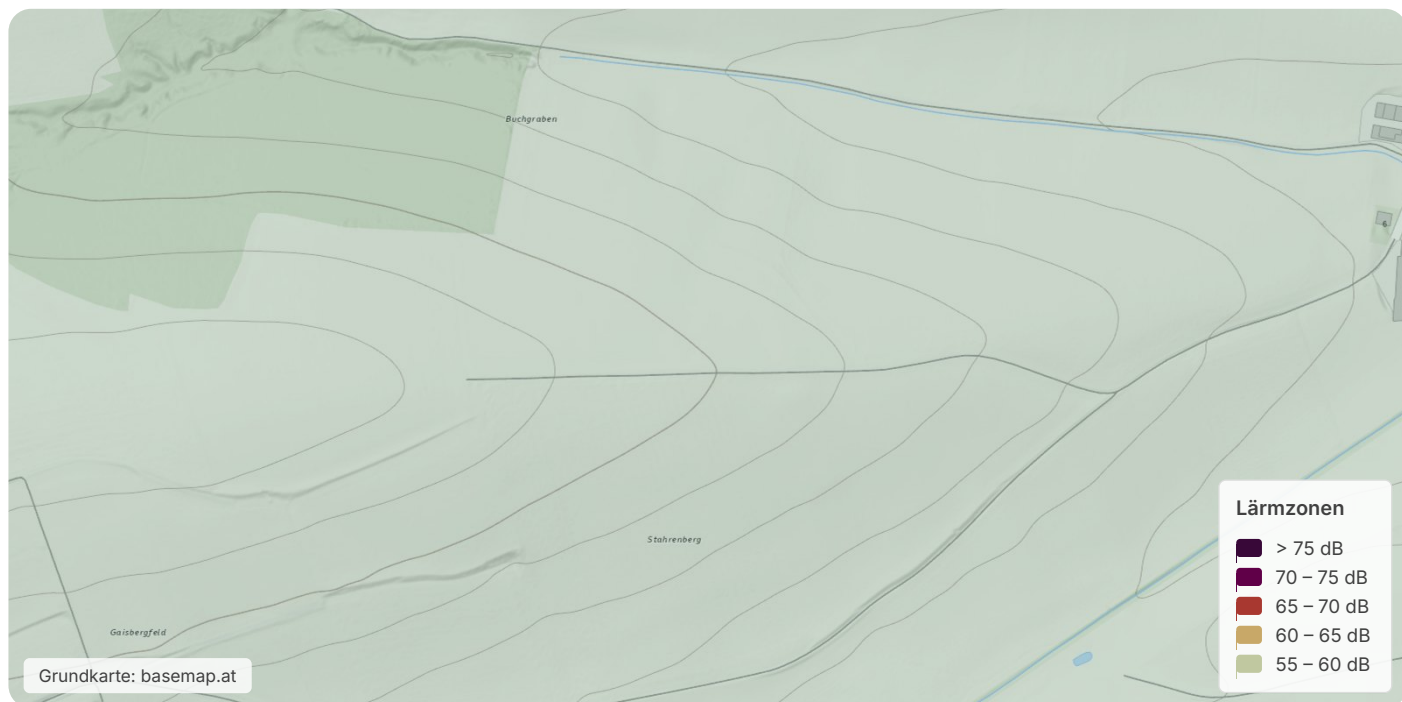 Buchgraben
6
Stahrenberg
Gaisbergfeld
Grundkarte: basemap.at
Lärmzonen
> 75 dB
70 – 75 dB
65 – 70 dB
60 – 65 dB
55 – 60 dB